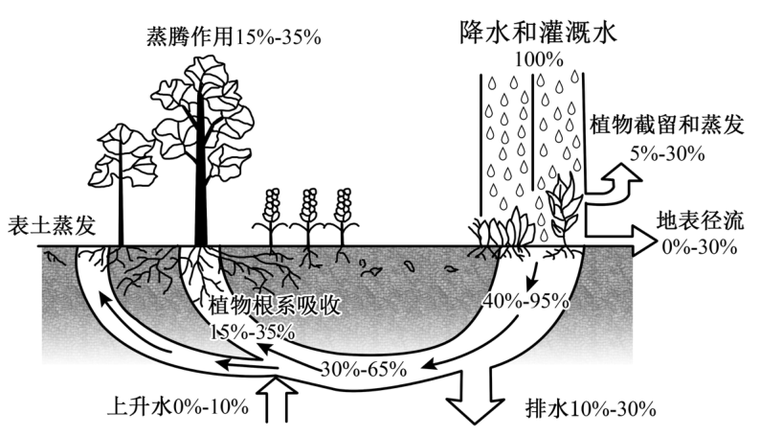 蒸腾作用15%-35%
降水和灌溉水
100%
植物截留和蒸发
5%-30%
表土蒸发
地表径流
0%-30%
植物根系吸收
15%-35%
40%-95%
30%-65%
上升水0%-10%
排水10%-30%